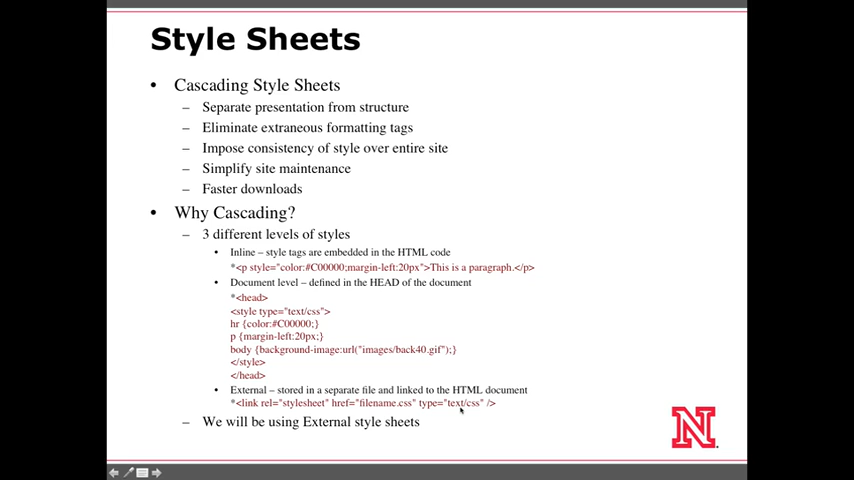 Style Sheets
• Cascading Style Sheets
– Separate presentation from structure
– Eliminate extraneous formatting tags
– Impose consistency of style over entire site
– Simplify site maintenance
– Faster downloads
• Why Cascading?
– 3 different levels of styles
• Inline – style tags are embedded in the HTML code
*<p style="color:#C00000;margin-left:20px">This is a paragraph.</p>
• Document level – defined in the HEAD of the document
*<head>
<style type="text/css">
hr {color:#C00000;}
p {margin-left:20px;}
body {background-image:url("images/back40.gif");}
</style>
</head>
• External – stored in a separate file and linked to the HTML document
*<link rel="stylesheet" href="filename.css" type="text/css" />
– We will be using External style sheets
N